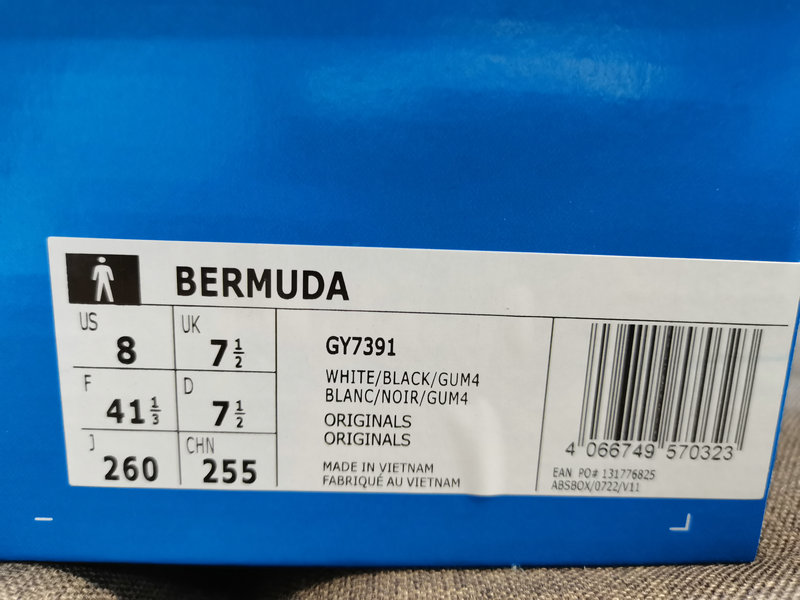 BERMUDA
US 8 UK 7 1/2
F 41 1/3 D 7 1/2
J 260 CHN 255
GY7391
WHITE/BLACK/GUM4
BLANC/NOIR/GUM4
ORIGINALS
ORIGINALS
MADE IN VIETNAM
FABRIQUÉ AU VIETNAM
4 066749 570323
EAN PO# 131776825
ABSBOX/0722/V11